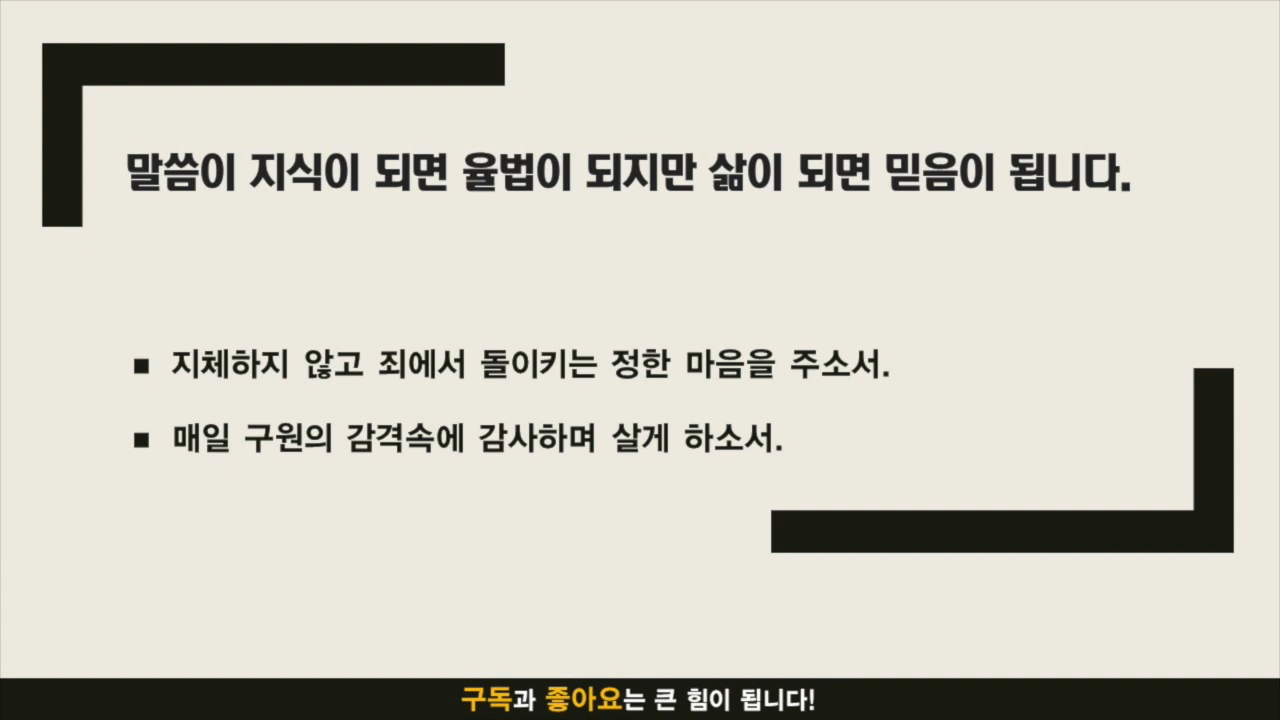 말씀이 지식이 되면 율법이 되지만 삶이 되면 믿음이 됩니다.
■ 지체하지 않고 죄에서 돌이키는 정한 마음을 주소서.
■ 매일 구원의 감격속에 감사하며 살게 하소서.
구독과 좋아요는 큰 힘이 됩니다!